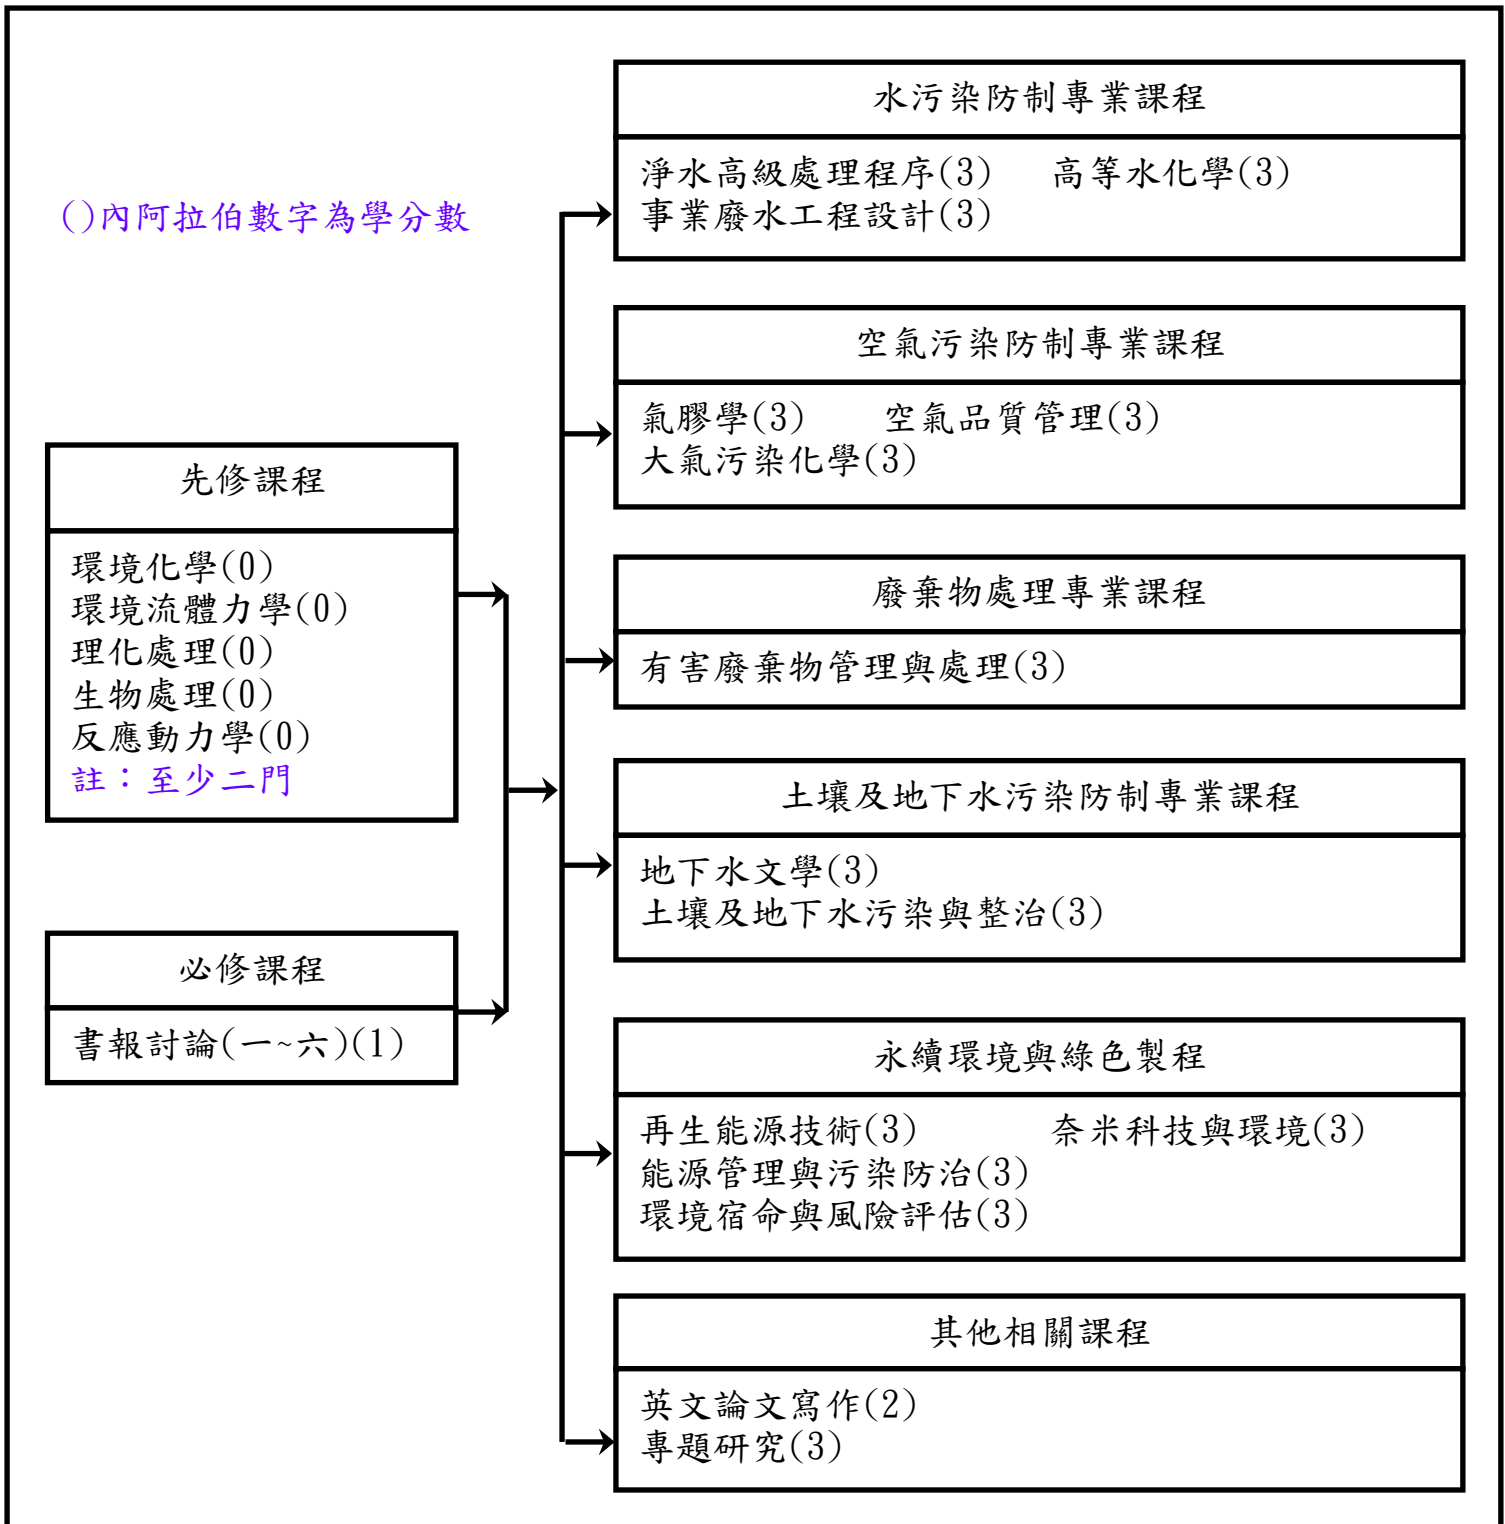 ()內阿拉伯數字為學分數
先修課程
環境化學(0)
環境流體力學(0)
理化處理(0)
生物處理(0)
反應動力學(0)
註：至少二門
必修課程
書報討論(一~六)(1)
水污染防制專業課程
淨水高級處理程序(3) 高等水化學(3)
事業廢水工程設計(3)
空氣污染防制專業課程
氣膠學(3) 空氣品質管理(3)
大氣污染化學(3)
廢棄物處理專業課程
有害廢棄物管理與處理(3)
土壤及地下水污染防制專業課程
地下水文學(3)
土壤及地下水污染與整治(3)
永續環境與綠色製程
再生能源技術(3) 奈米科技與環境(3)
能源管理與污染防治(3)
環境宿命與風險評估(3)
其他相關課程
英文論文寫作(2)
專題研究(3)